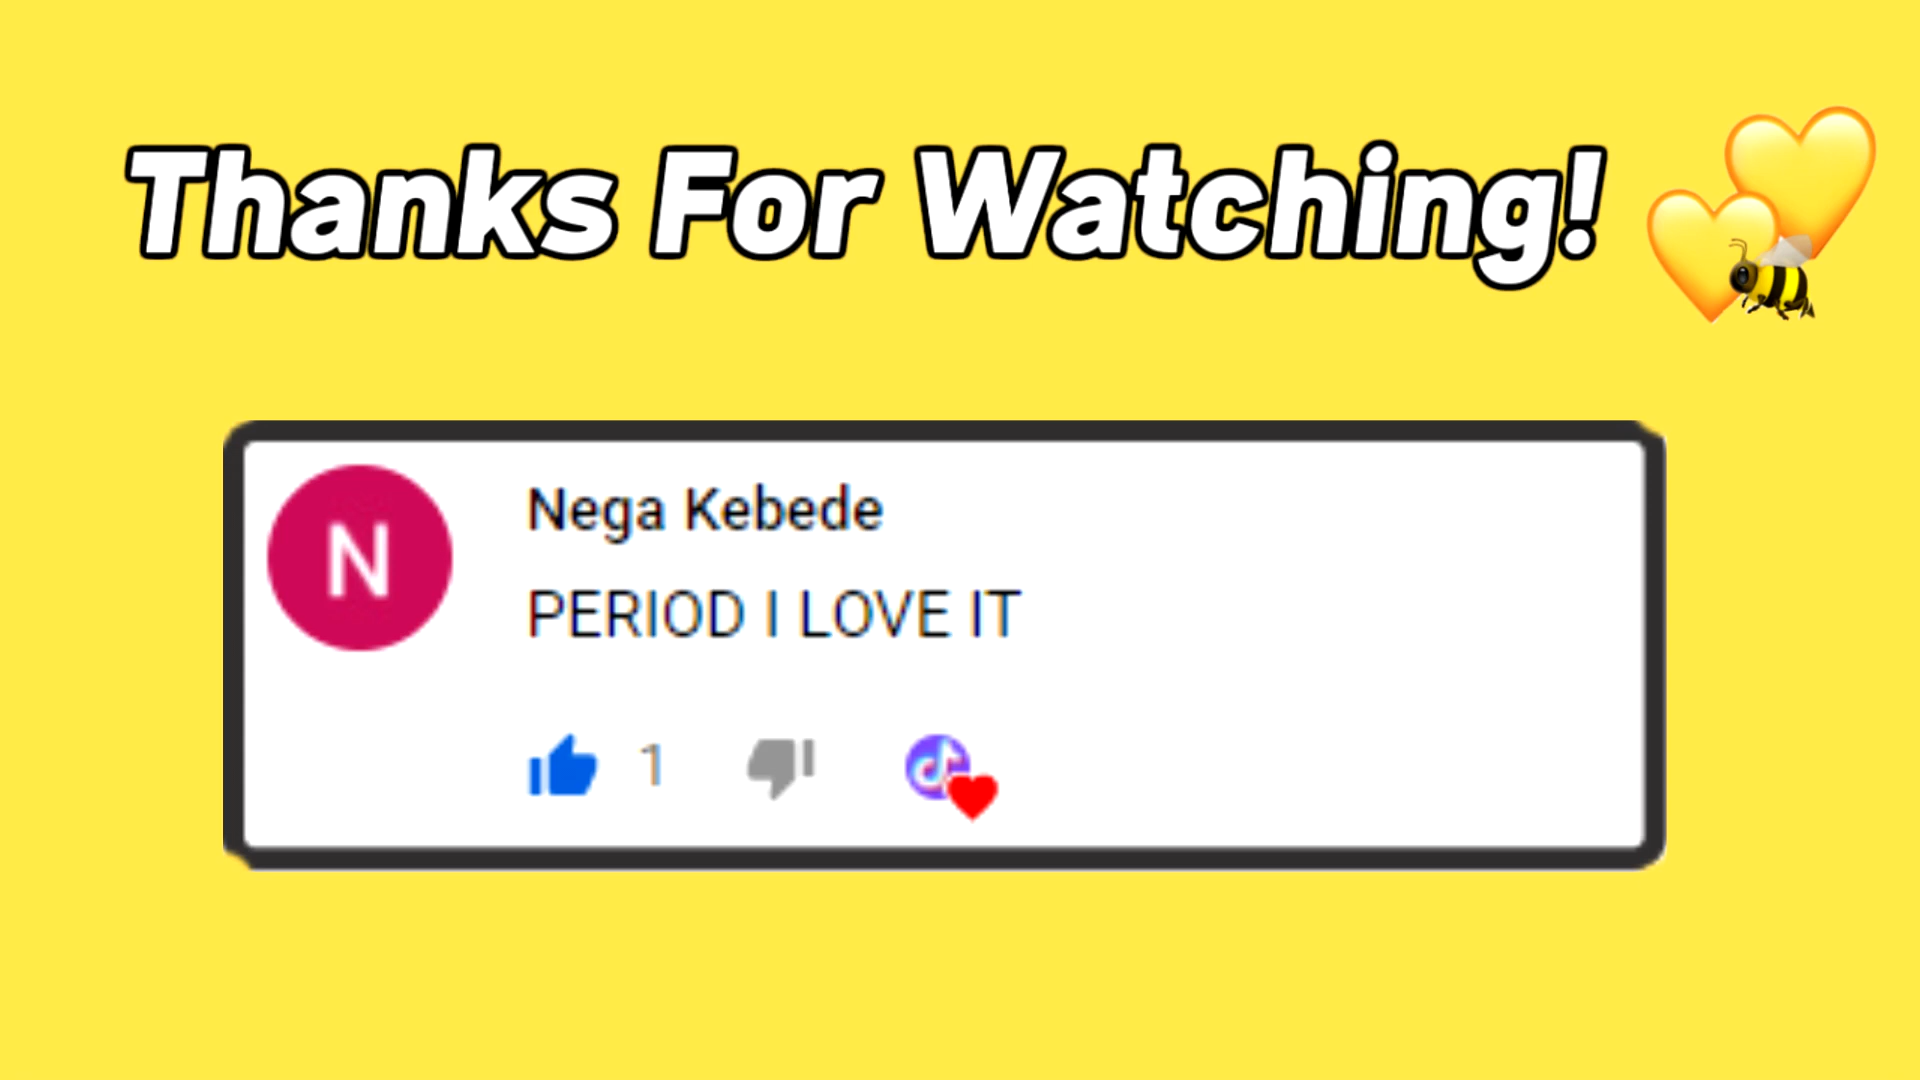 Thanks For Watching!
N
Nega Kebede
PERIOD I LOVE IT
1